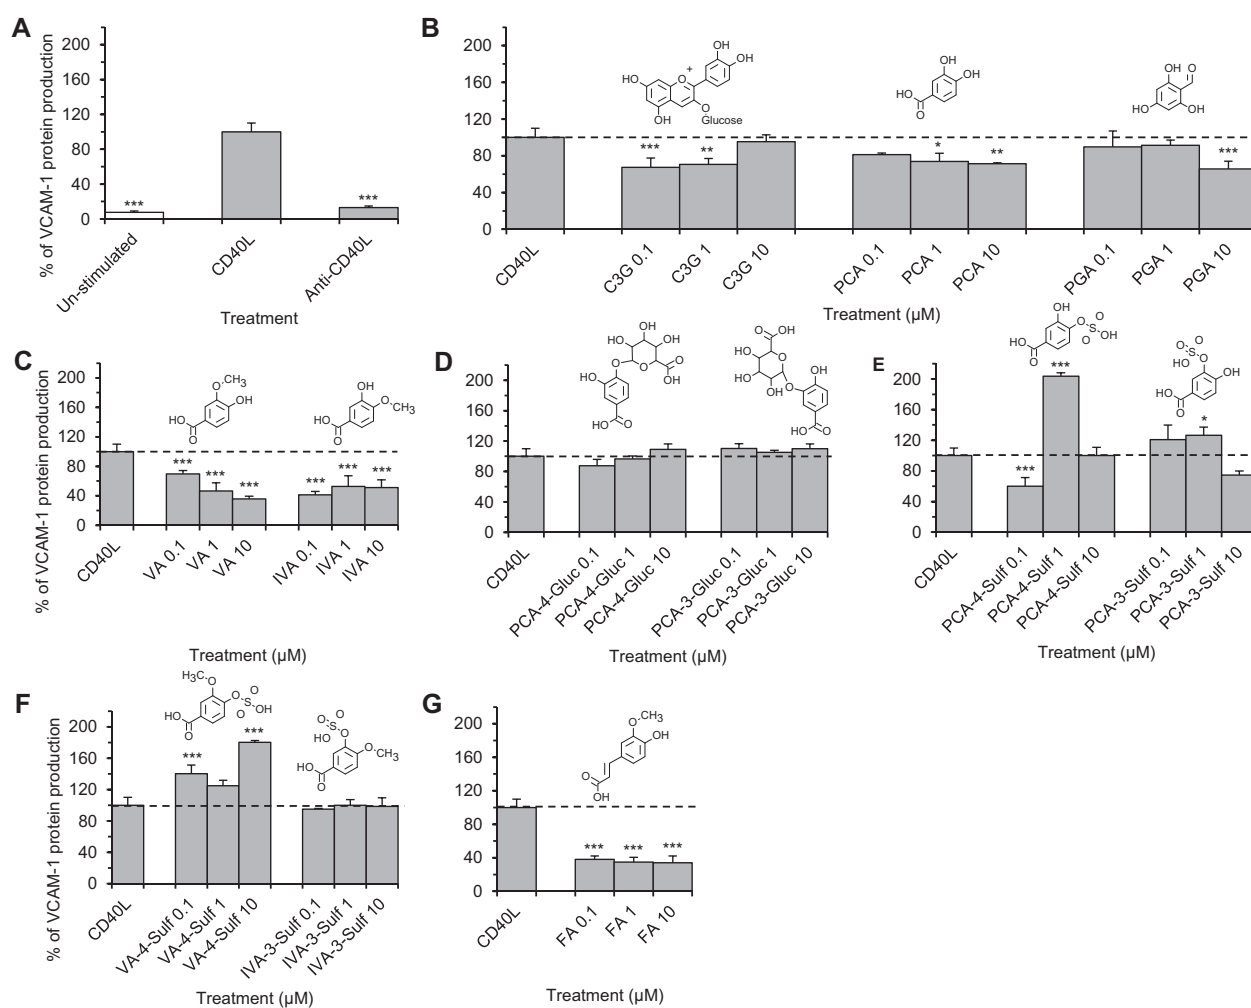 A
% of VCAM-1 protein production
200
160
120
80
40
0
***
***
Un-stimulated
CD40L
Anti-CD40L
Treatment
B
200
160
120
80
40
0
OH
OH
HO
O
+
O
OH
Glucose
OH
OH
HO
O
OH
O
HO
OH
***
**
*
**
***
CD40L
C3G 0.1
C3G 1
C3G 10
PCA 0.1
PCA 1
PCA 10
PGA 0.1
PGA 1
PGA 10
Treatment (µM)
C
% of VCAM-1 protein production
200
160
120
80
40
0
O
CH3
OH
HO
O
OH
O
CH3
HO
O
***
***
***
***
***
***
CD40L
VA 0.1
VA 1
VA 10
IVA 0.1
IVA 1
IVA 10
Treatment (µM)
D
200
160
120
80
40
0
OH
HO
OH
O
O
O
HO
OH
HO
O
O
OH
HO
O
HO
HO
OH
O
OH
HO
O
CD40L
PCA-4-Gluc 0.1
PCA-4-Gluc 1
PCA-4-Gluc 10
PCA-3-Gluc 0.1
PCA-3-Gluc 1
PCA-3-Gluc 10
Treatment (µM)
E
200
160
120
80
40
0
HO
O
O
S
OH
O
HO
O
O
S
O
HO
O
OH
HO
O
***
***
*
CD40L
PCA-4-Sulf 0.1
PCA-4-Sulf 1
PCA-4-Sulf 10
PCA-3-Sulf 0.1
PCA-3-Sulf 1
PCA-3-Sulf 10
Treatment (µM)
F
% of VCAM-1 protein production
200
160
120
80
40
0
H3C
O
O
O
S
OH
O
HO
O
O
S
O
HO
O
O
CH3
HO
O
***
***
CD40L
VA-4-Sulf 0.1
VA-4-Sulf 1
VA-4-Sulf 10
IVA-3-Sulf 0.1
IVA-3-Sulf 1
IVA-3-Sulf 10
Treatment (µM)
G
200
160
120
80
40
0
O
CH3
OH
O
OH
***
***
***
CD40L
FA 0.1
FA 1
FA 10
Treatment (µM)